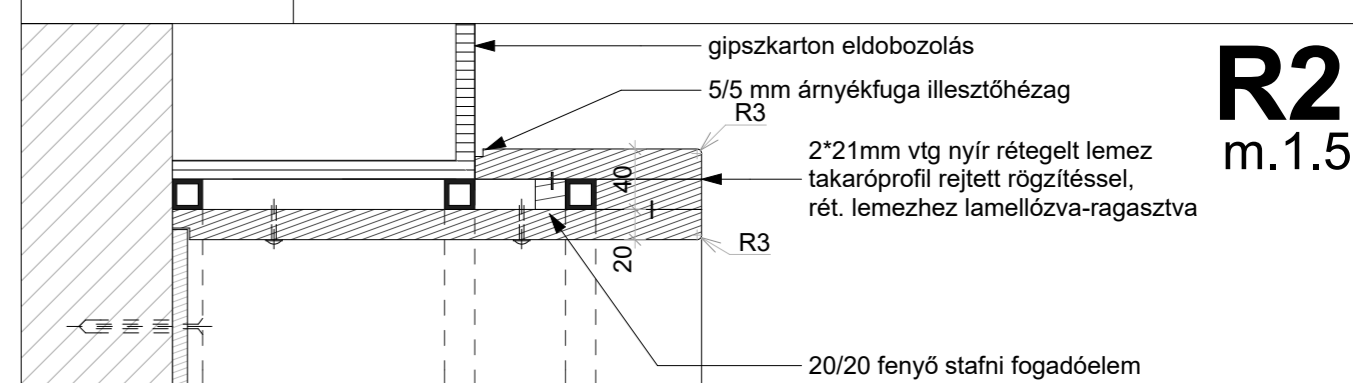 gipszkarton eldobozolás
5/5 mm árnyékfuga illesztőhézag
R3
R2
m.1.5
2*21mm vtg nyír rétegelt lemez
takaróprofil rejtett rögzítéssel,
rét. lemezhez lamellózva-ragasztva
40
R3
20
20/20 fenyő stafni fogadóelem